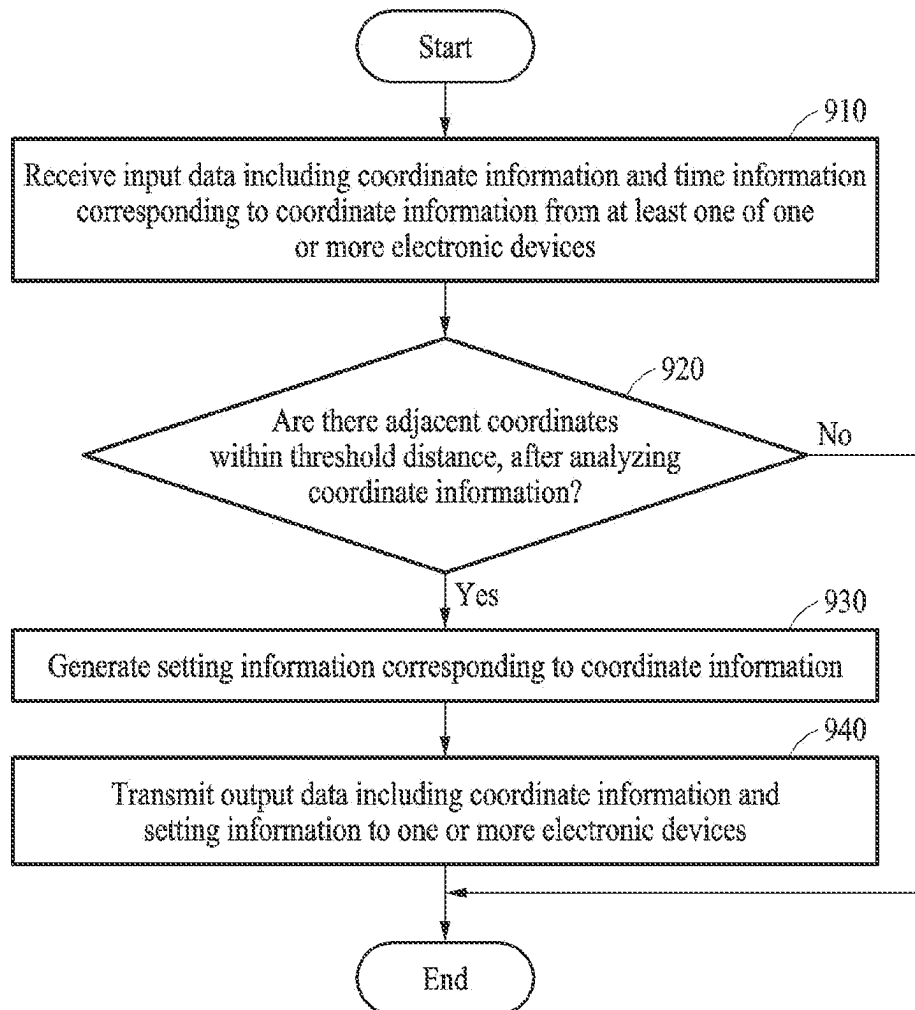 Start
910
Receive input data including coordinate information and time information
corresponding to coordinate information from at least one of one
or more electronic devices
920
Are there adjacent coordinates
within threshold distance, after analyzing
coordinate information?
No
Yes
930
Generate setting information corresponding to coordinate information
940
Transmit output data including coordinate information and
setting information to one or more electronic devices
End